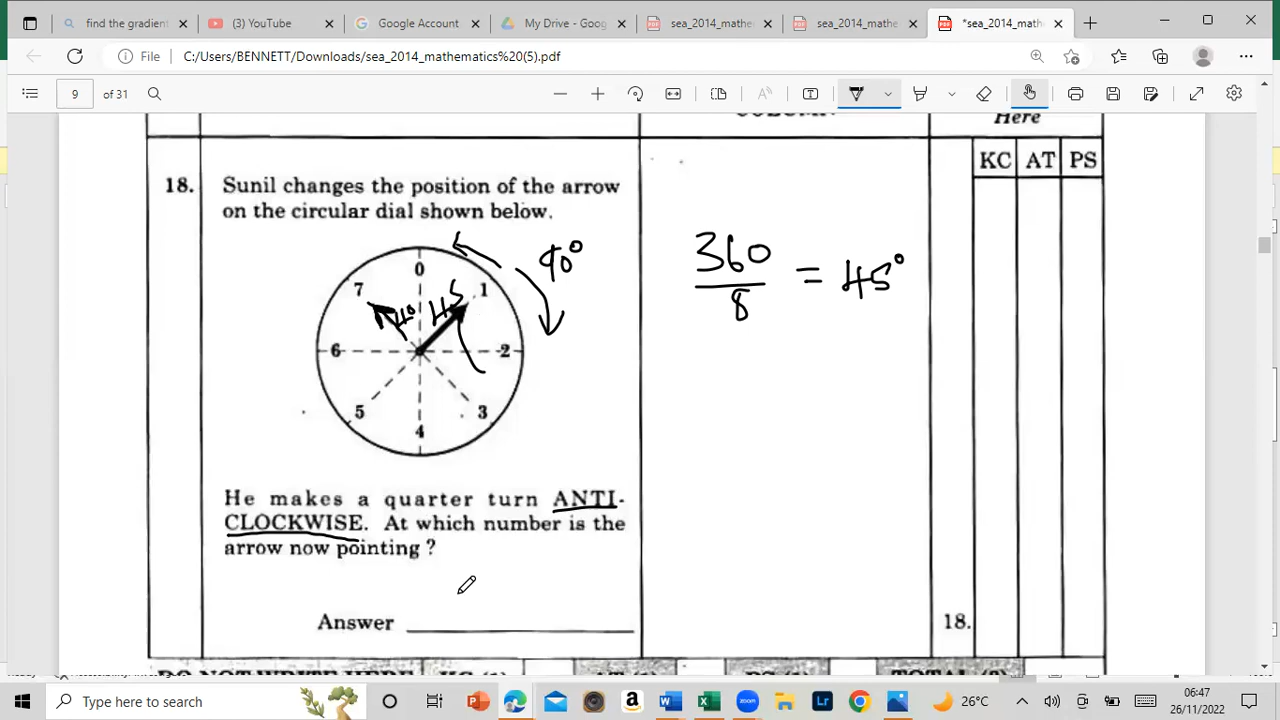 find the gradient
(3) YouTube
Google Account
My Drive - Goog
sea_2014_mathe
sea_2014_mathe
*sea_2014_math
File
C:/Users/BENNETT/Downloads/sea_2014_mathematics%20(5).pdf
9 of 31
Here
KC AT PS
18. Sunil changes the position of the arrow
on the circular dial shown below.
0
1
2
3
4
5
6
7
45
90°
360
8
= 45°
He makes a quarter turn ANTI-
CLOCKWISE. At which number is the
arrow now pointing ?
Answer
18.
Type here to search
26°C
06:47
26/11/2022